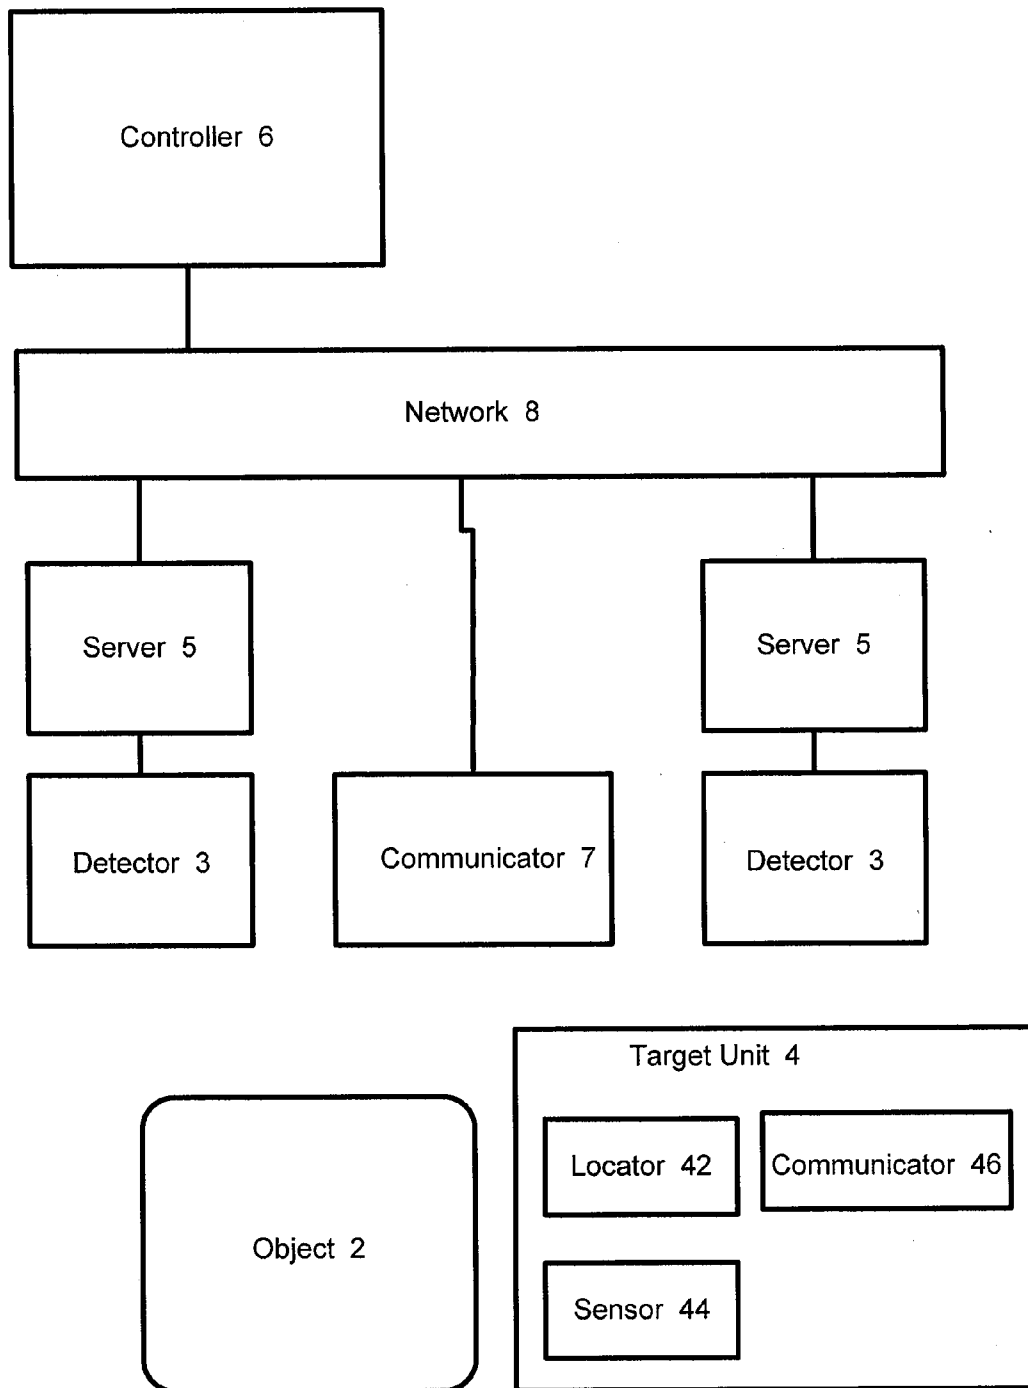 Controller 6
Network 8
Server 5
Server 5
Detector 3
Communicator 7
Detector 3
Target Unit 4
Locator 42
Communicator 46
Object 2
Sensor 44